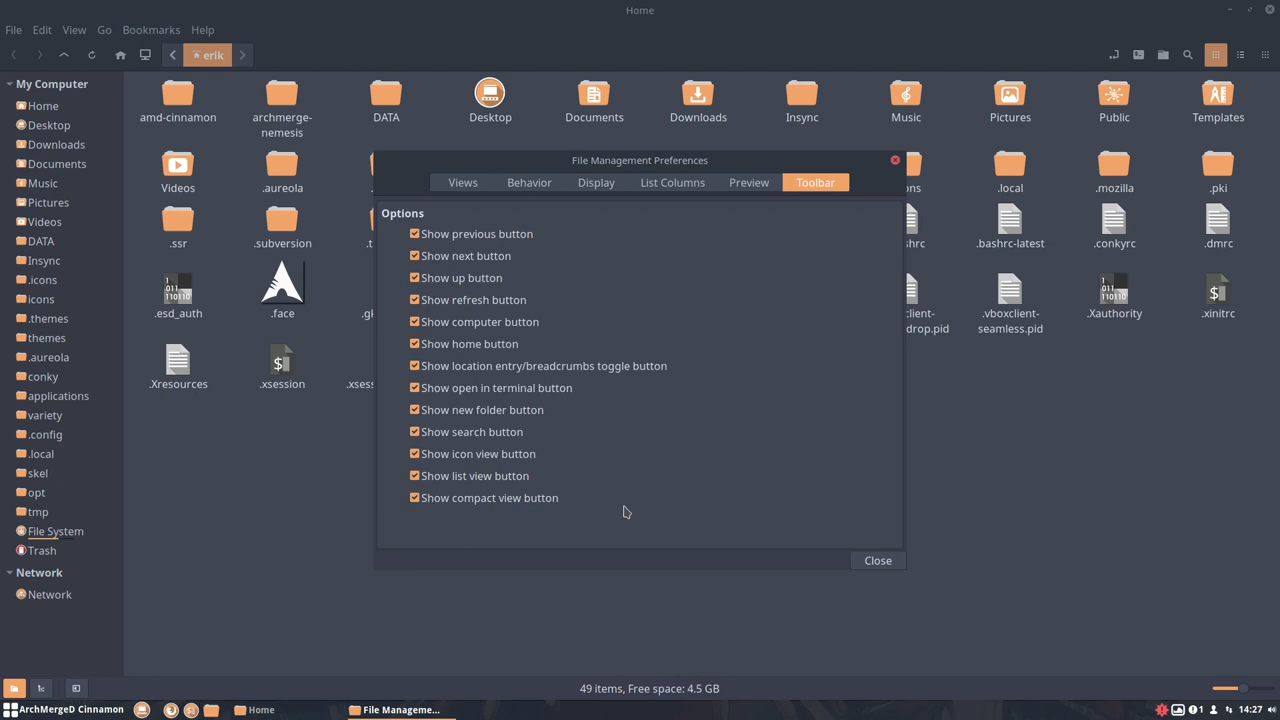 Home
File Edit View Go Bookmarks Help
erik
My Computer
Home
Desktop
Downloads
Documents
Music
Pictures
Videos
DATA
Insync
.icons
icons
.themes
themes
.aureola
conky
applications
variety
.config
.local
skel
opt
tmp
File System
Trash
Network
Network
amd-cinnamon
archmerge-
nemesis
DATA
Desktop
Documents
Downloads
Insync
Music
Pictures
Public
Templates
Videos
.aureola
.local
.mozilla
.pki
.ssr
.subversion
.bashrc-latest
.conkyrc
.dmrc
.esd_auth
.face
.vboxclient-
seamless.pid
.Xauthority
.xinitrc
.Xresources
.xsession
File Management Preferences
Views Behavior Display List Columns Preview Toolbar
Options
Show previous button
Show next button
Show up button
Show refresh button
Show computer button
Show home button
Show location entry/breadcrumbs toggle button
Show open in terminal button
Show new folder button
Show search button
Show icon view button
Show list view button
Show compact view button
Close
49 items, Free space: 4.5 GB
ArchMergeD Cinnamon
Home
File Manageme...
1
14:27